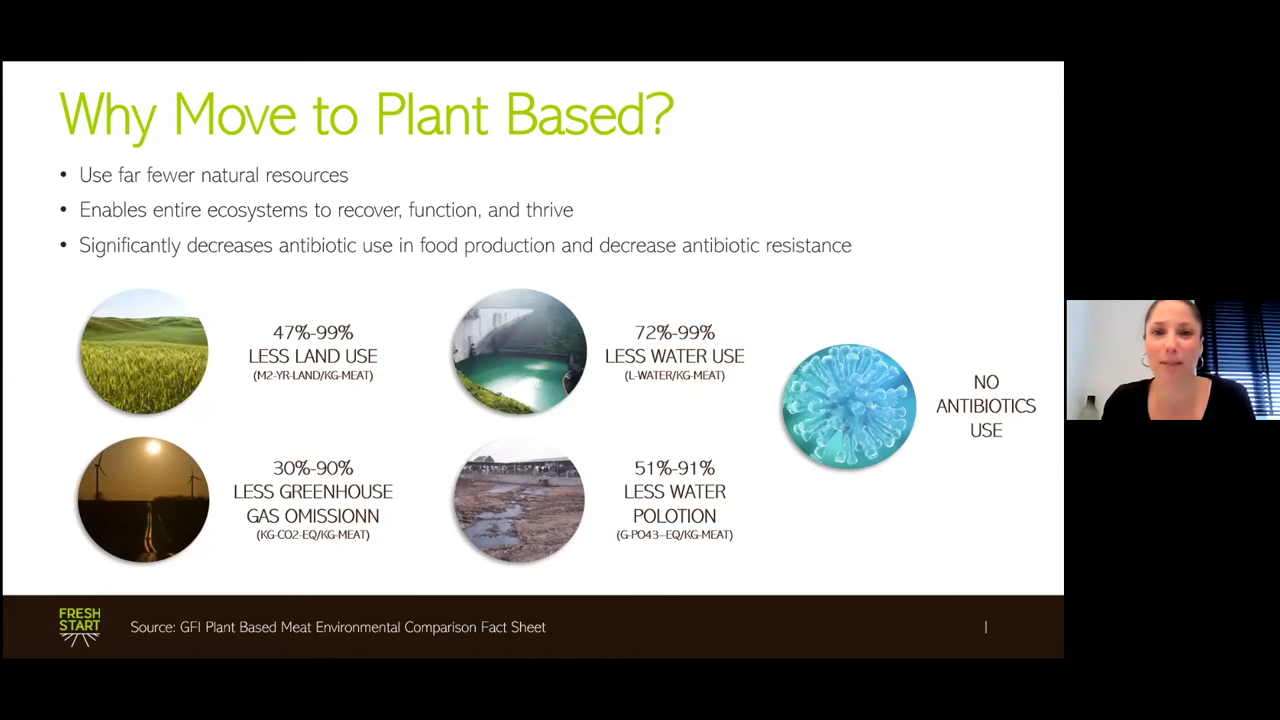 Why Move to Plant Based?
• Use far fewer natural resources
• Enables entire ecosystems to recover, function, and thrive
• Significantly decreases antibiotic use in food production and decrease antibiotic resistance
47%-99%
LESS LAND USE
(M2-YR-LAND/KG-MEAT)
72%-99%
LESS WATER USE
(L-WATER/KG-MEAT)
NO
ANTIBIOTICS
USE
30%-90%
LESS GREENHOUSE
GAS OMISSIONN
(KG-CO2-EQ/KG-MEAT)
51%-91%
LESS WATER
POLOTION
(G-PO43--EQ/KG-MEAT)
FRESH
START
Source: GFI Plant Based Meat Environmental Comparison Fact Sheet
|